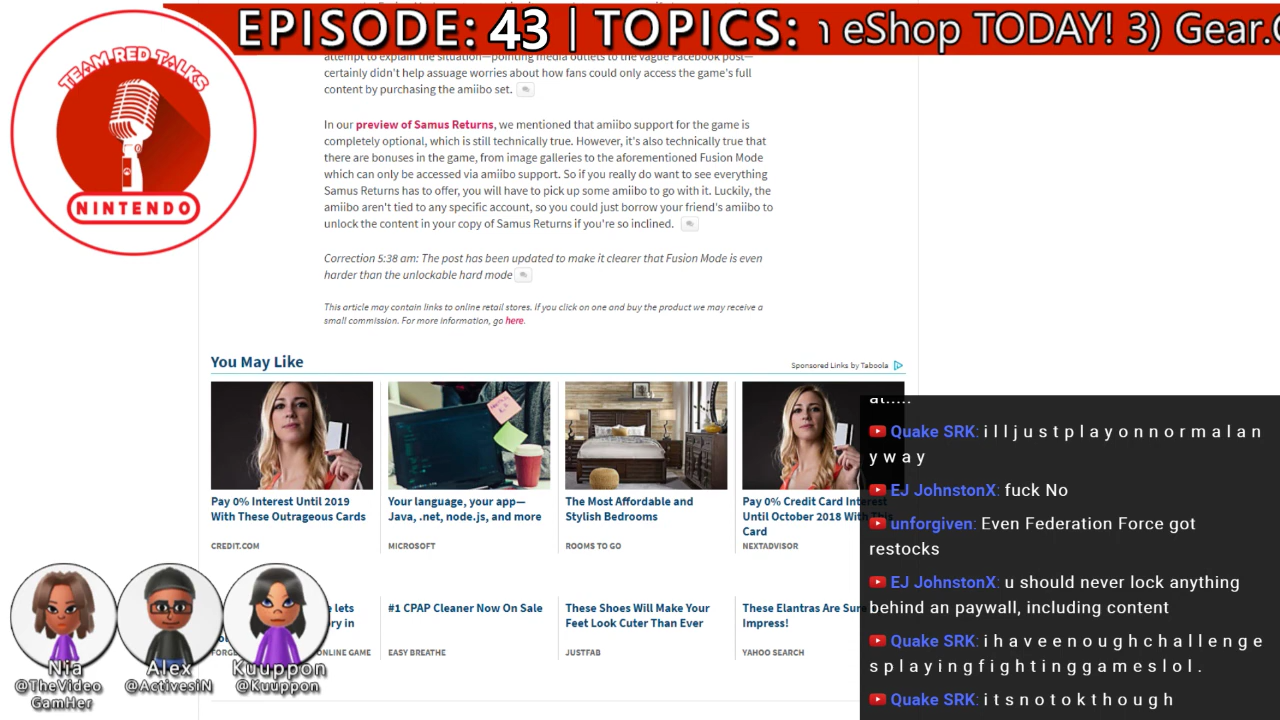 EPISODE: 43 | TOPICS: eShop TODAY! 3) Gear.
TEAM RED TALKS
NINTENDO
attempt to explain the situation—pointing media outlets to the vague Facebook post—
certainly didn't help assuage worries about how fans could only access the game's full
content by purchasing the amiibo set.
In our preview of Samus Returns, we mentioned that amiibo support for the game is
completely optional, which is still technically true. However, it's also technically true that
there are bonuses in the game, from image galleries to the aforementioned Fusion Mode
which can only be accessed via amiibo support. So if you really do want to see everything
Samus Returns has to offer, you will have to pick up some amiibo to go with it. Luckily, the
amiibo aren't tied to any specific account, so you could just borrow your friend's amiibo to
unlock the content in your copy of Samus Returns if you're so inclined.
Correction 5:38 am: The post has been updated to make it clearer that Fusion Mode is even
harder than the unlockable hard mode
This article may contain links to online retail stores. If you click on one and buy the product we may receive a
small commission. For more information, go here.
You May Like
Sponsored Links by Taboola
Pay 0% Interest Until 2019
With These Outrageous Cards
CREDIT.COM
Your language, your app—
Java, .net, node.js, and more
MICROSOFT
The Most Affordable and
Stylish Bedrooms
ROOMS TO GO
Pay 0% Credit Card Interest
Until October 2018 With This
Card
NEXTADVISOR
lets
ry in
FORGE
ONLINE GAME
#1 CPAP Cleaner Now On Sale
EASY BREATHE
These Shoes Will Make Your
Feet Look Cuter Than Ever
JUSTFAB
These Elantras Are Sure
Impress!
YAHOO SEARCH
at.....
Quake SRK: i l l j u s t p l a y o n n o r m a l a n
y w a y
EJ JohnstonX: fuck No
unforgiven: Even Federation Force got
restocks
EJ JohnstonX: u should never lock anything
behind an paywall, including content
Quake SRK: i h a v e e n o u g h c h a l l e n g e
s p l a y i n g f i g h t i n g g a m e s l o l .
Quake SRK: i t s n o t o k t h o u g h
Nia
@TheVideo
GamHer
Alex
@ActivesiN
Kuuppon
@Kuuppon